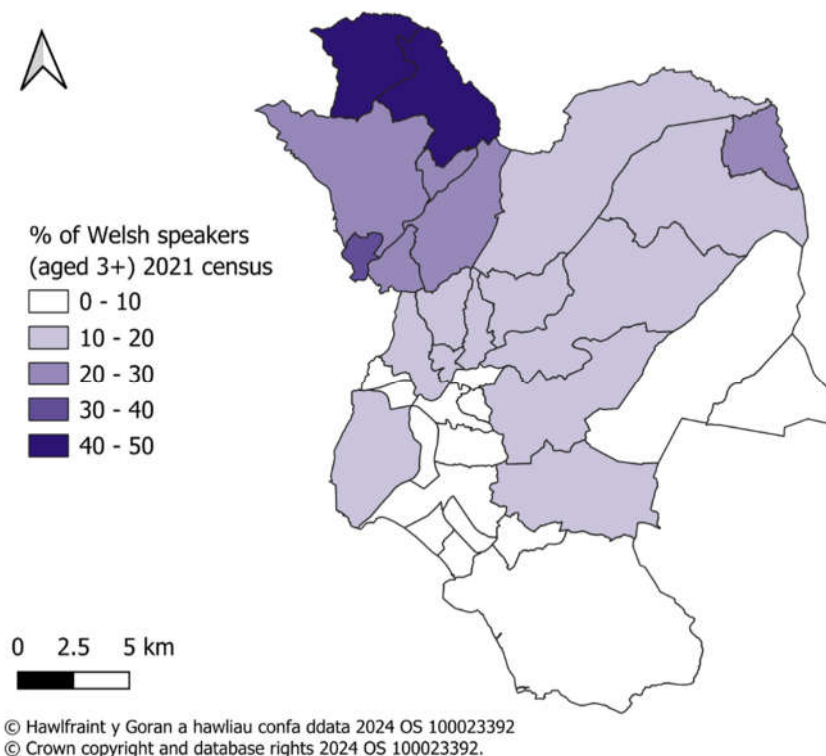 % of Welsh speakers
(aged 3+) 2021 census
0 - 10
10 - 20
20 - 30
30 - 40
40 - 50
0 2.5 5 km
© Hawlfraint y Goran a hawliau confa ddata 2024 OS 100023392
© Crown copyright and database rights 2024 OS 100023392.